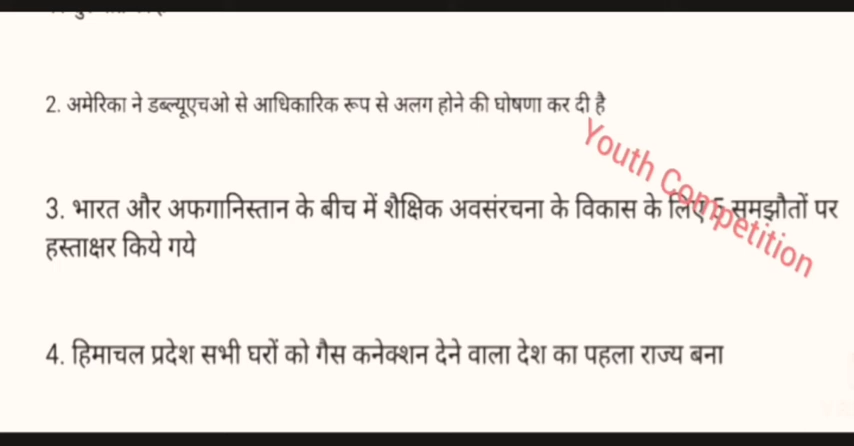 2. अमेरिका ने डब्ल्यूएचओ से आधिकारिक रूप से अलग होने की घोषणा कर दी है
Youth Competition
3. भारत और अफगानिस्तान के बीच में शैक्षिक अवसंरचना के विकास के लिए 5 समझौतों पर
हस्ताक्षर किये गये
4. हिमाचल प्रदेश सभी घरों को गैस कनेक्शन देने वाला देश का पहला राज्य बना